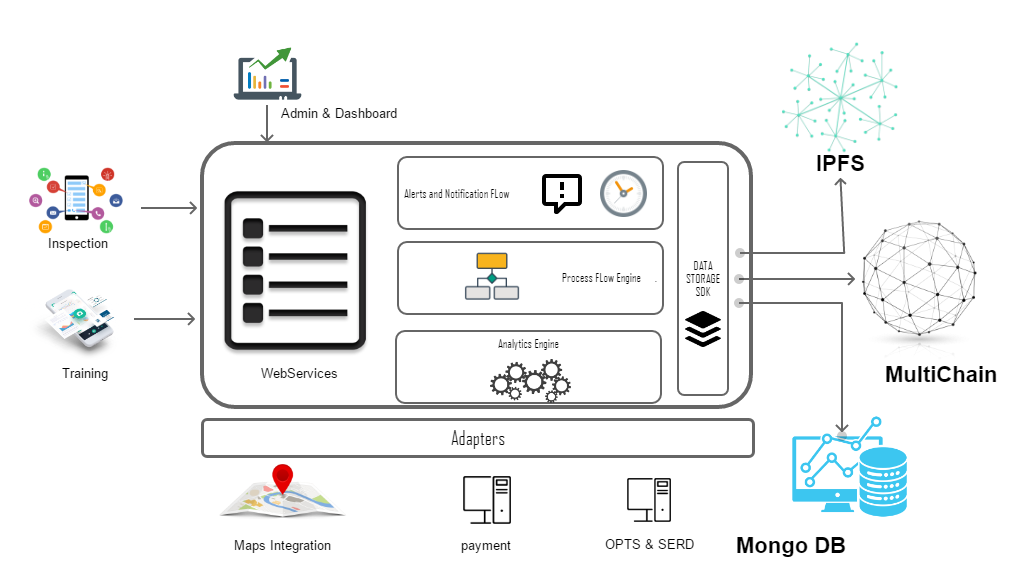 Admin & Dashboard
IPFS
Alerts and Notification FLow
Inspection
Process FLow Engine .
DATA
STORAGE
SDK
Analytics Engine
Training
WebServices
MultiChain
Adapters
Maps Integration
payment
OPTS & SERD
Mongo DB